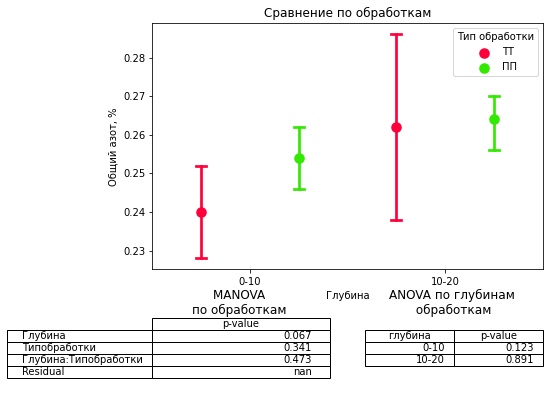 Сравнение по обработкам
Тип обработки
ТТ
ПП
Общий азот, %
0.28
0.27
0.26
0.25
0.24
0.23
0-10
10-20
Глубина
MANOVA
по обработкам
p-value
Глубина 0.067
Типобработки 0.341
Глубина:Типобработки 0.473
Residual nan
ANOVA по глубинам
обработкам
глубина p-value
0-10 0.123
10-20 0.891